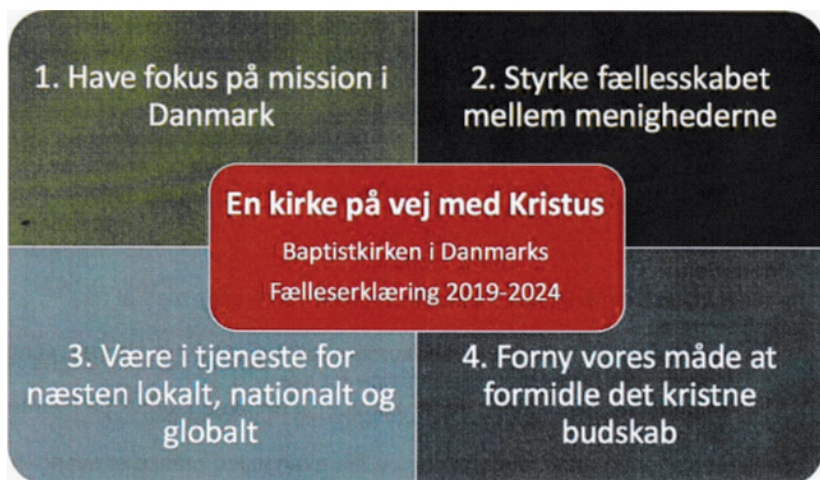 1. Have fokus på mission i
Danmark
2. Styrke fællesskabet
mellem menighederne
En kirke på vej med Kristus
Baptistkirken i Danmarks
Fælleserklæring 2019-2024
3. Være i tjeneste for
næsten lokalt, nationalt og
globalt
4. Forny vores måde at
formidle det kristne
budskab